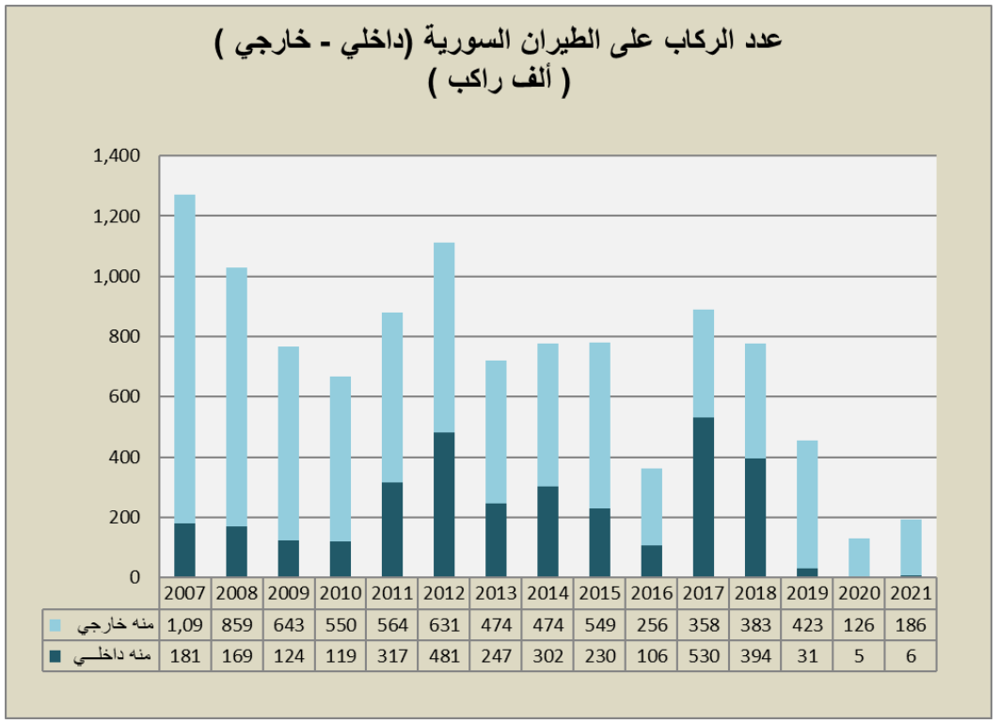 عدد الركاب على الطيران السورية (داخلي - خارجي )
( ألف راكب )
1,400
1,200
1,000
800
600
400
200
0
2007 2008 2009 2010 2011 2012 2013 2014 2015 2016 2017 2018 2019 2020 2021
منه خارجي 1,09 859 643 550 564 631 474 474 549 256 358 383 423 126 186
منه داخلـــي 181 169 124 119 317 481 247 302 230 106 530 394 31 5 6